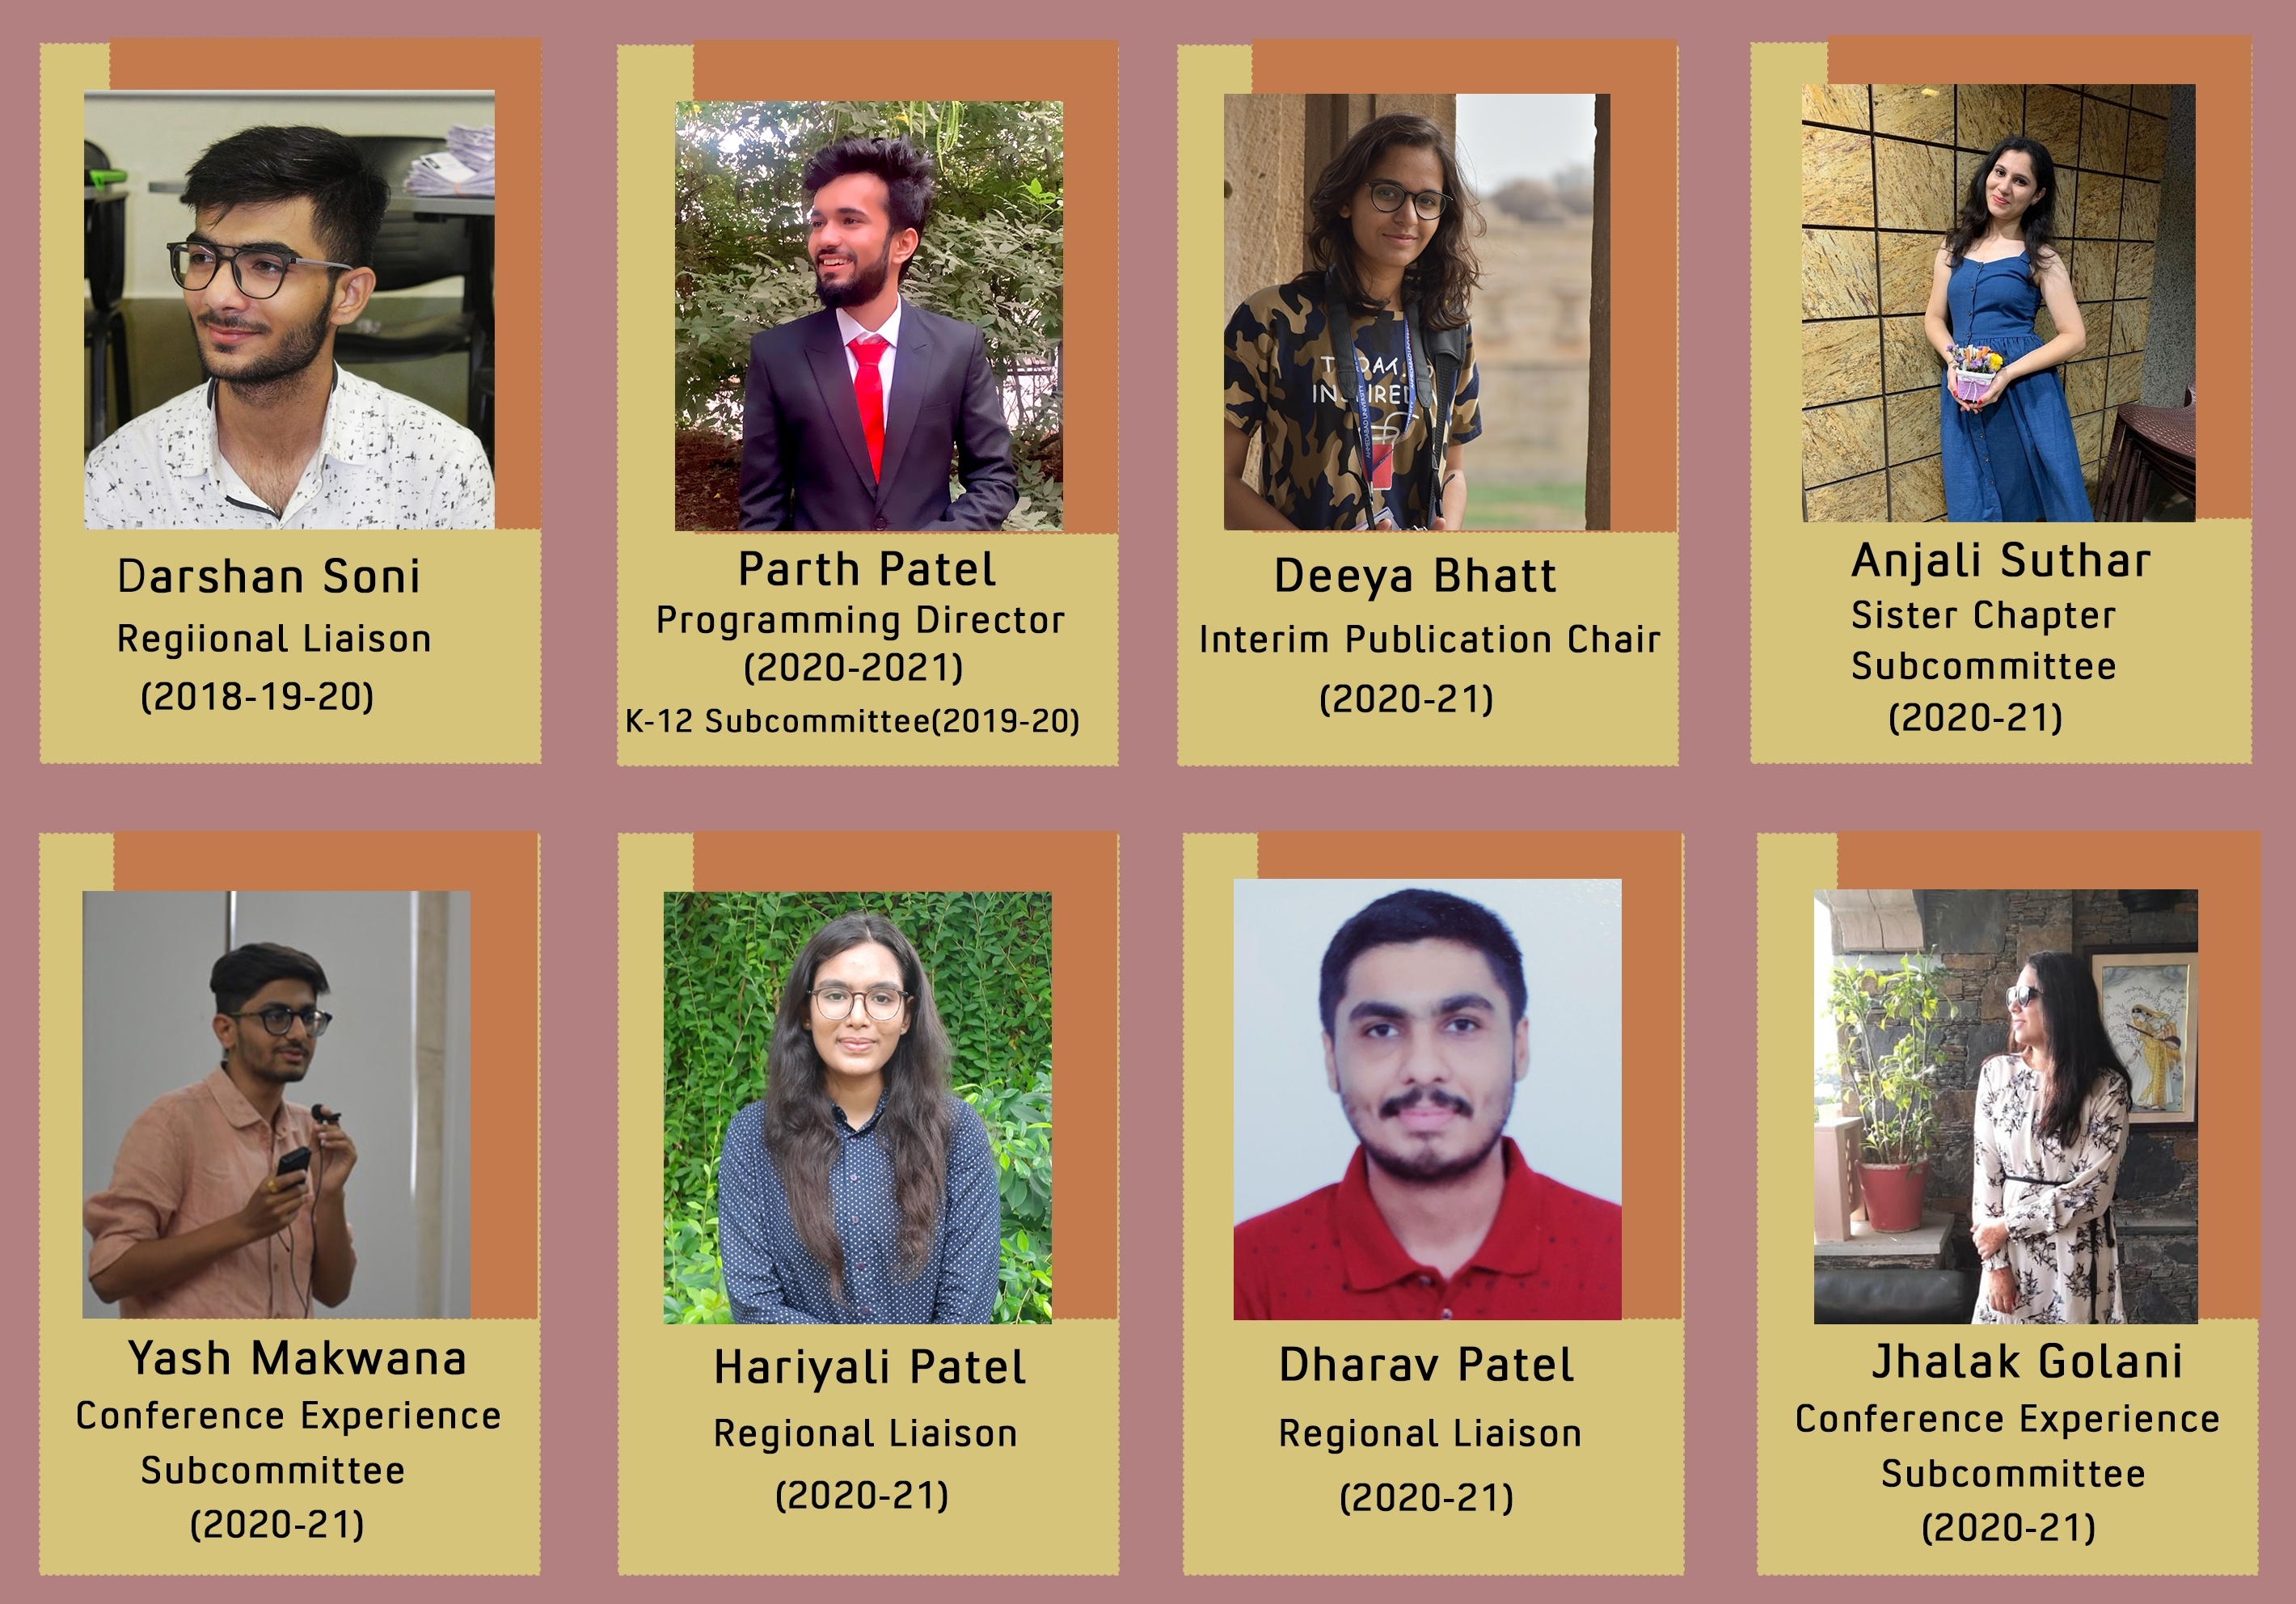 Darshan Soni
Regiional Liaison
(2018-19-20)
Parth Patel
Programming Director
(2020-2021)
K-12 Subcommittee(2019-20)
Deeya Bhatt
Interim Publication Chair
(2020-21)
Anjali Suthar
Sister Chapter
Subcommittee
(2020-21)
Yash Makwana
Conference Experience
Subcommittee
(2020-21)
Hariyali Patel
Regional Liaison
(2020-21)
Dharav Patel
Regional Liaison
(2020-21)
Jhalak Golani
Conference Experience
Subcommittee
(2020-21)